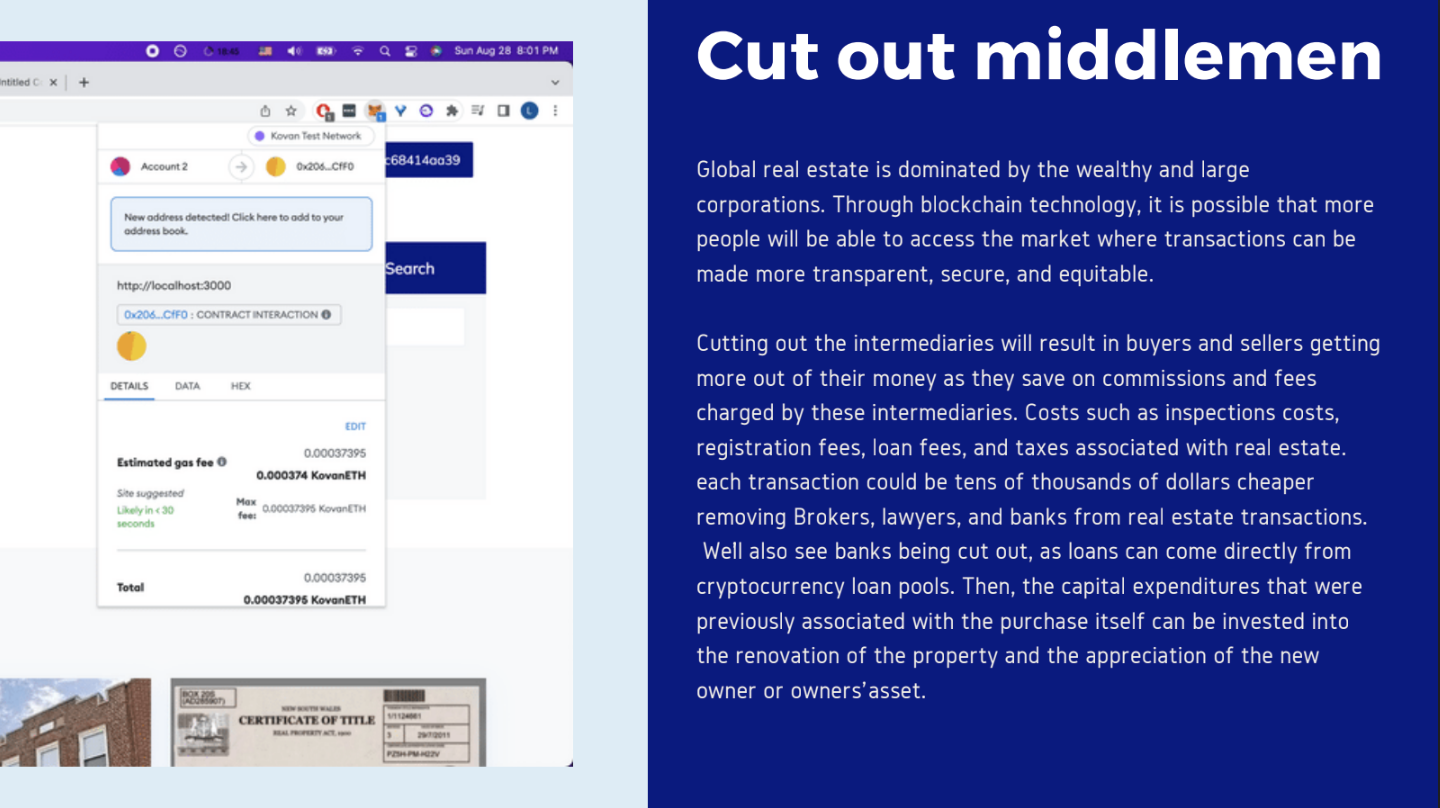 Sun Aug 28 8:01 PM
Kovan Test Network
Account 2
0x206...CfF0
c68414aa39
New address detected! Click here to add to your
address book.
Search
http://localhost:3000
0x206...CfF0 : CONTRACT INTERACTION
DETAILS DATA HEX
EDIT
0.00037395
Estimated gas fee
0.000374 KovanETH
Site suggested
Likely in < 30
seconds
Max
fee:
0.00037395 KovanETH
0.00037395
Total
0.00037395 KovanETH
BOX 20S
(AD285907)
NEW SOUTH WALES
CERTIFICATE OF TITLE
REAL PROPERTY ACT, 1900
1/1124661
3
29/7/2011
PZSH-PM-H22V
Cut out middlemen
Global real estate is dominated by the wealthy and large
corporations. Through blockchain technology, it is possible that more
people will be able to access the market where transactions can be
made more transparent, secure, and equitable.
Cutting out the intermediaries will result in buyers and sellers getting
more out of their money as they save on commissions and fees
charged by these intermediaries. Costs such as inspections costs,
registration fees, loan fees, and taxes associated with real estate.
each transaction could be tens of thousands of dollars cheaper
removing Brokers, lawyers, and banks from real estate transactions.
Well also see banks being cut out, as loans can come directly from
cryptocurrency loan pools. Then, the capital expenditures that were
previously associated with the purchase itself can be invested into
the renovation of the property and the appreciation of the new
owner or owners'asset.